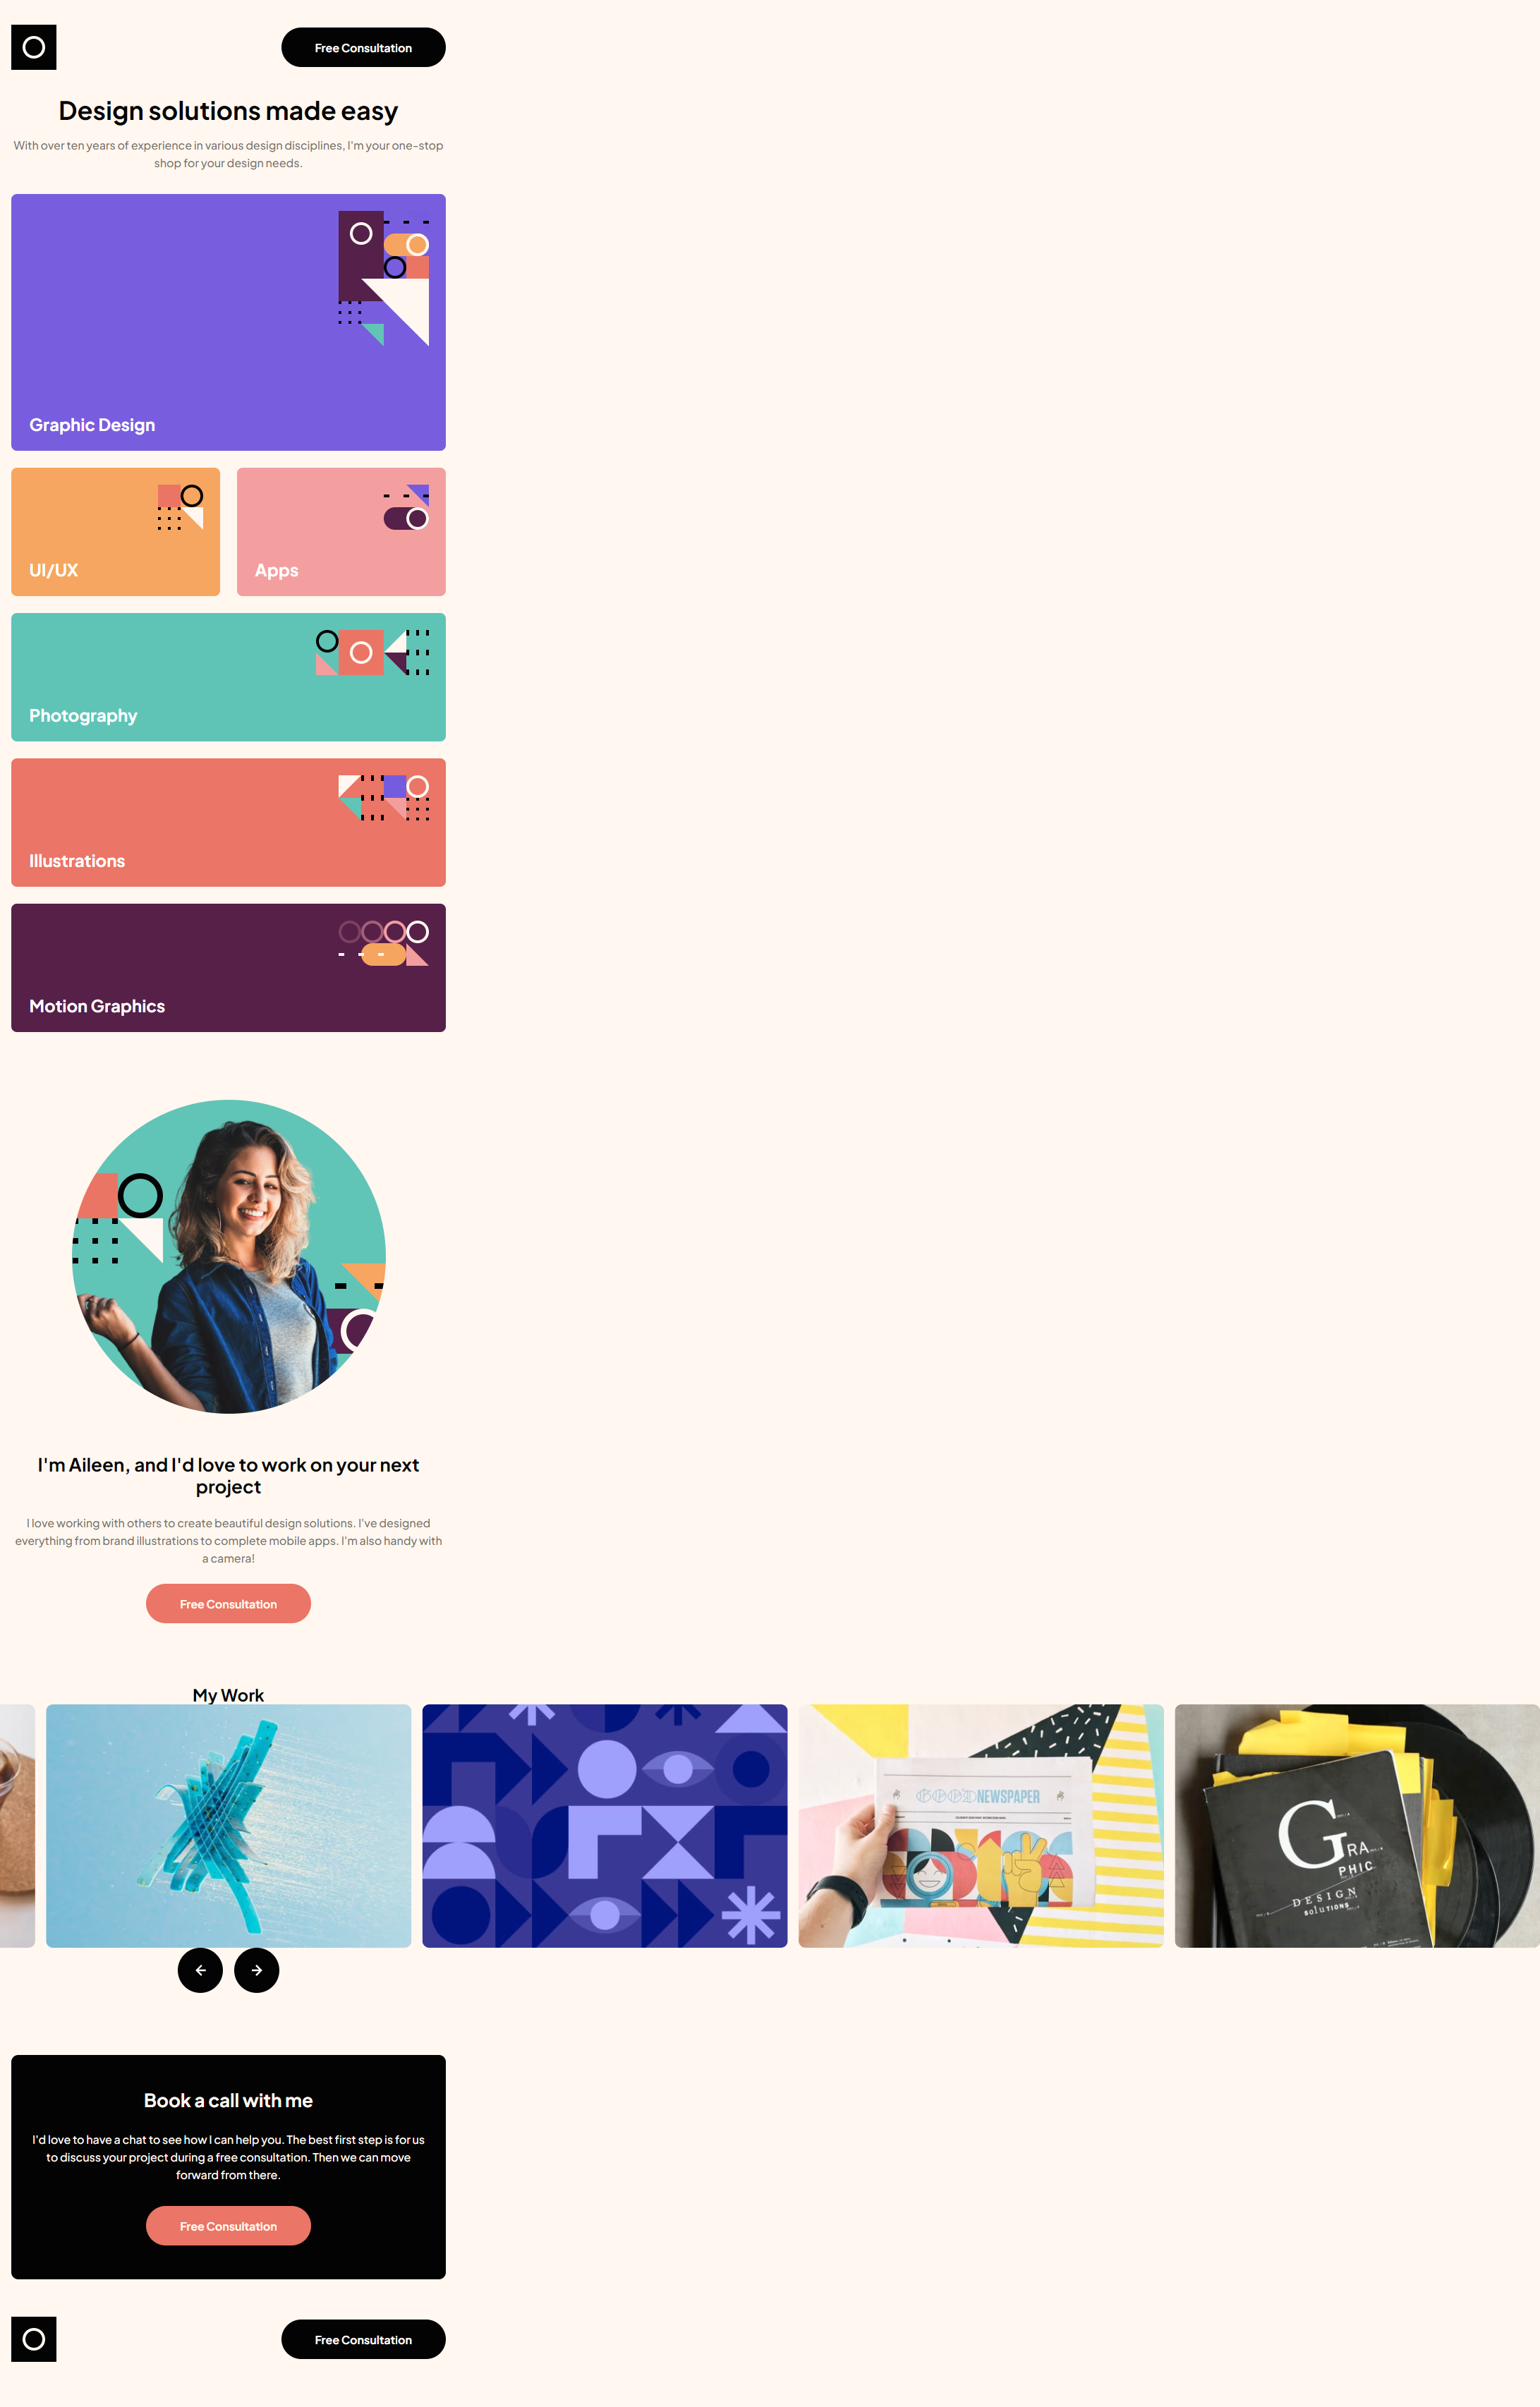 Free Consultation
Design solutions made easy
With over ten years of experience in various design disciplines, I'm your one-stop
shop for your design needs.
Graphic Design
UI/UX
Apps
Photography
Illustrations
Motion Graphics
I'm Aileen, and I'd love to work on your next
project
I love working with others to create beautiful design solutions. I've designed
everything from brand illustrations to complete mobile apps. I'm also handy with
a camera!
Free Consultation
My Work
GOOD NEWSPAPER
G
RA
PHIC
DESIGN
solutions
Book a call with me
I'd love to have a chat to see how I can help you. The best first step is for us
to discuss your project during a free consultation. Then we can move
forward from there.
Free Consultation
Free Consultation